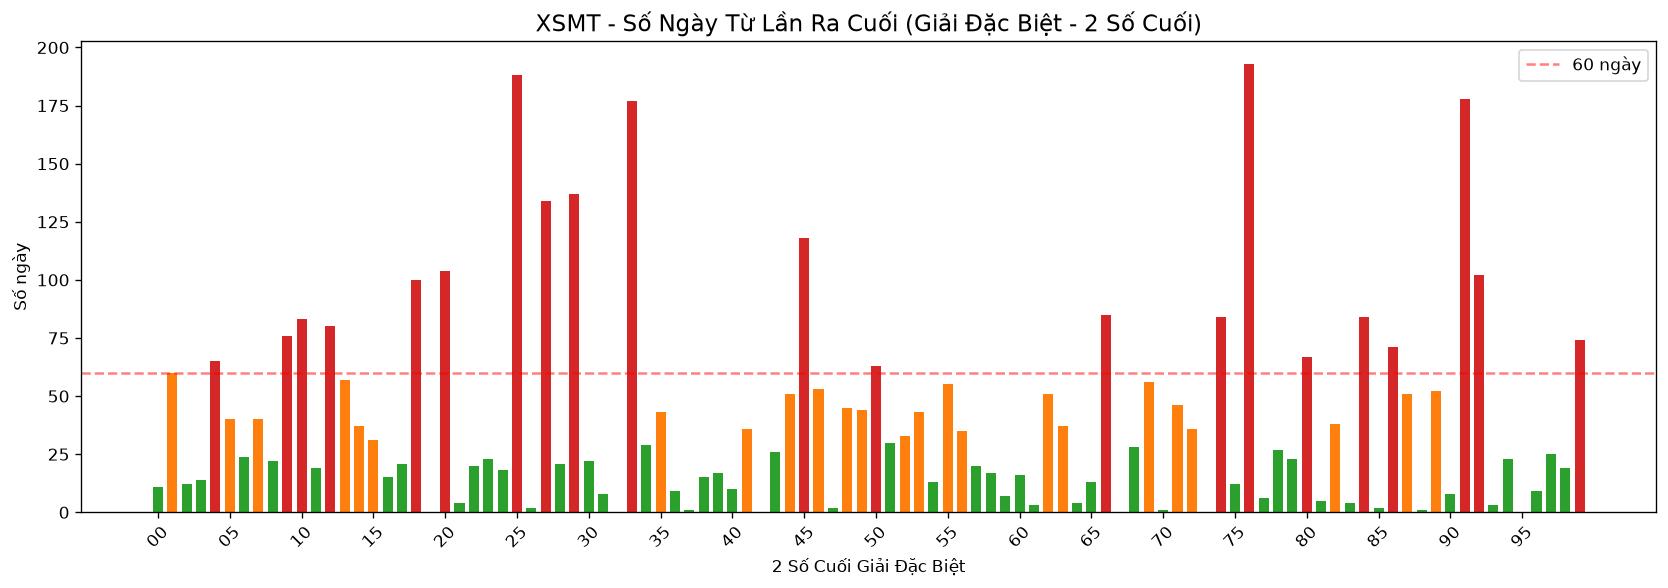 XSMT - Số Ngày Từ Lần Ra Cuối (Giải Đặc Biệt - 2 Số Cuối)
60 ngày
Số ngày
200
175
150
125
100
75
50
25
0
00 05 10 15 20 25 30 35 40 45 50 55 60 65 70 75 80 85 90 95
2 Số Cuối Giải Đặc Biệt